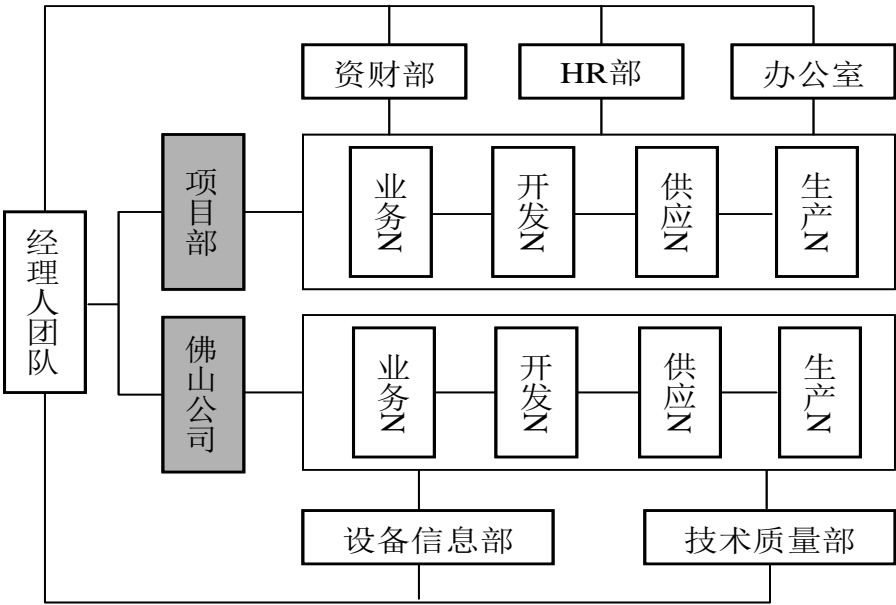 资财部
HR部
办公室
项目部
业务N
开发N
供应N
生产N
经理人团队
佛山公司
业务N
开发N
供应N
生产N
设备信息部
技术质量部